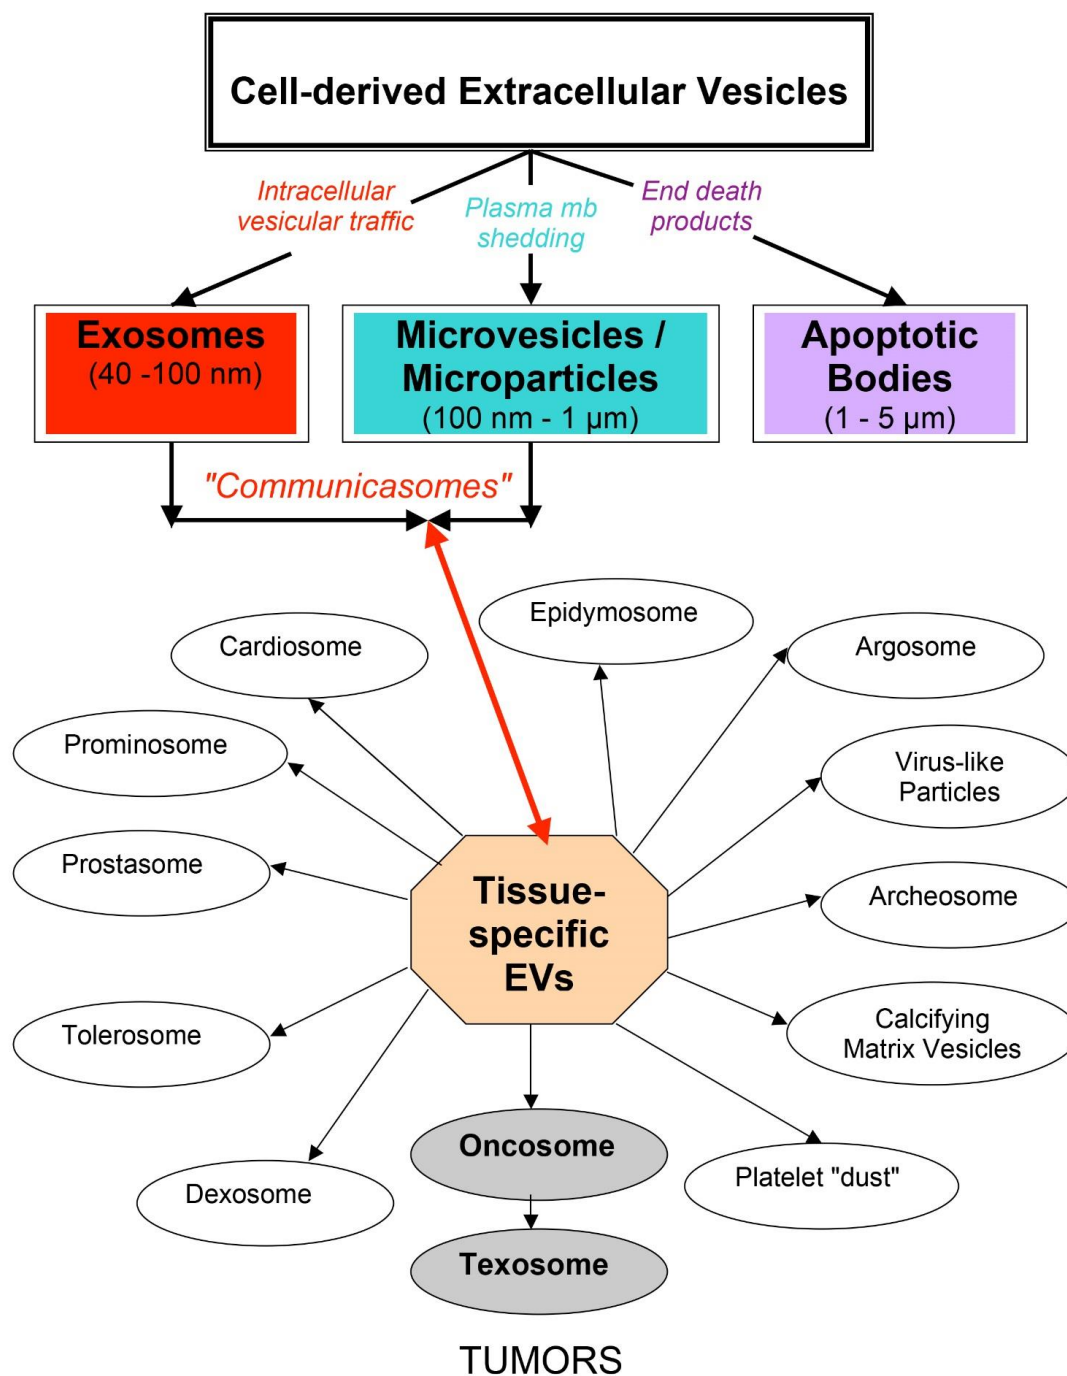 Cell-derived Extracellular Vesicles
Intracellular
vesicular traffic
Plasma mb
shedding
End death
products
Exosomes
(40 -100 nm)
Microvesicles /
Microparticles
(100 nm - 1 µm)
Apoptotic
Bodies
(1 - 5 µm)
"Communicasomes"
Epidymosome
Cardiosome
Argosome
Prominosome
Virus-like
Particles
Prostasome
Archeosome
Tissue-
specific
EVs
Tolerosome
Calcifying
Matrix Vesicles
Oncosome
Dexosome
Platelet "dust"
Texosome
TUMORS